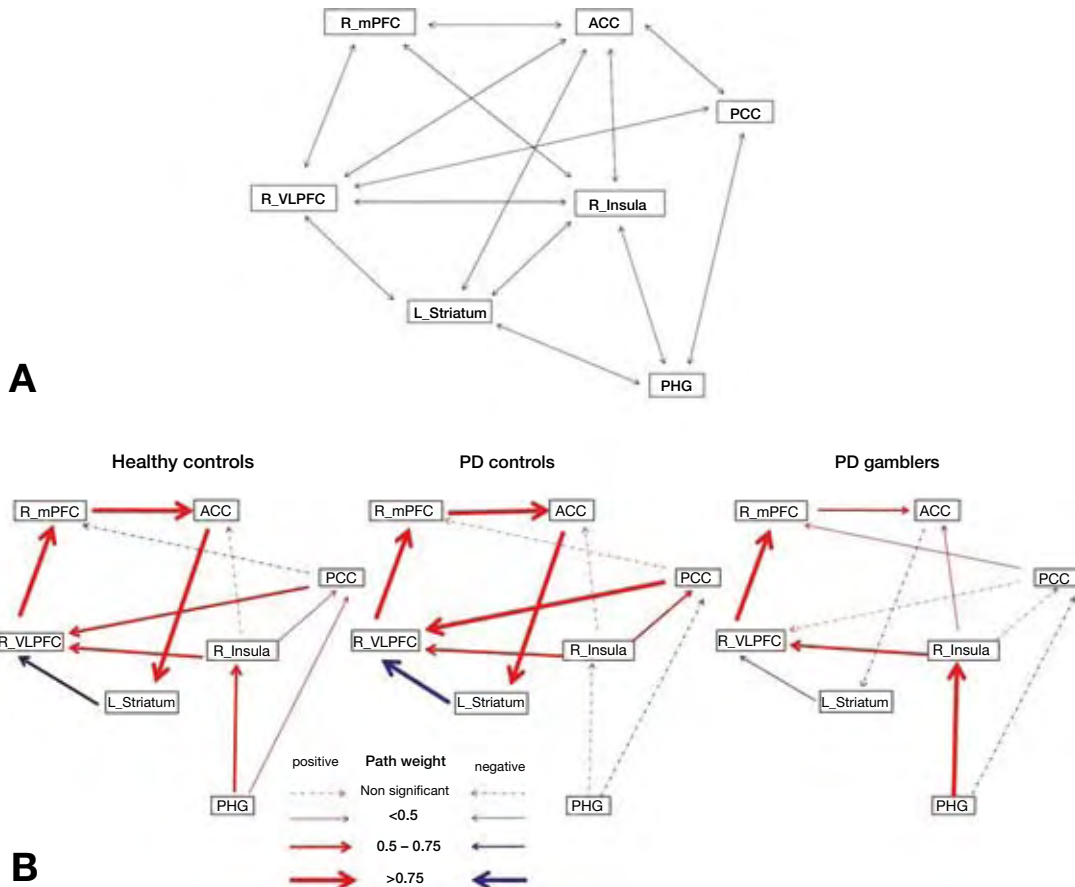 R_mPFC ACC
PCC
R_VLPFC R_Insula
L_Striatum
PHG
A
Healthy controls PD controls PD gamblers
R_mPFC ACC R_mPFC ACC R_mPFC ACC
PCC PCC PCC
R_VLPFC R_Insula R_VLPFC R_Insula R_VLPFC R_Insula
L_Striatum L_Striatum L_Striatum
positive Path weight negative
Non significant
PHG PHG PHG
<0.5
0.5 – 0.75
>0.75
B